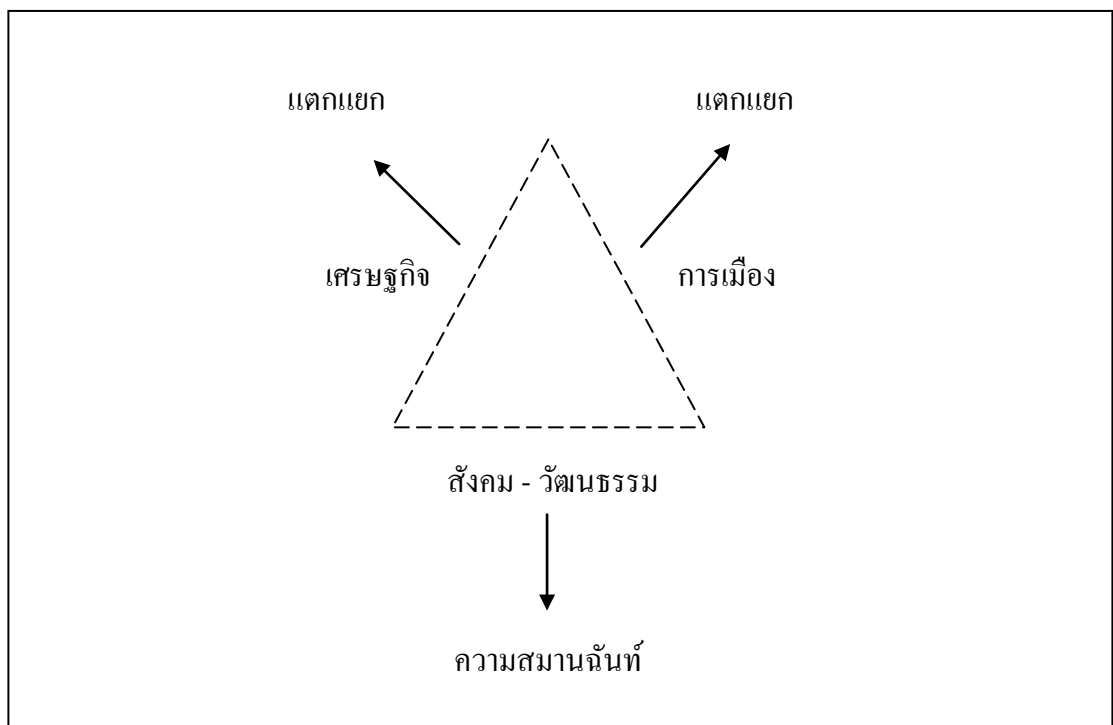 แตกแยก แตกแยก
เศรษฐกิจ การเมือง
สังคม - วัฒนธรรม
ความสมานฉันท์